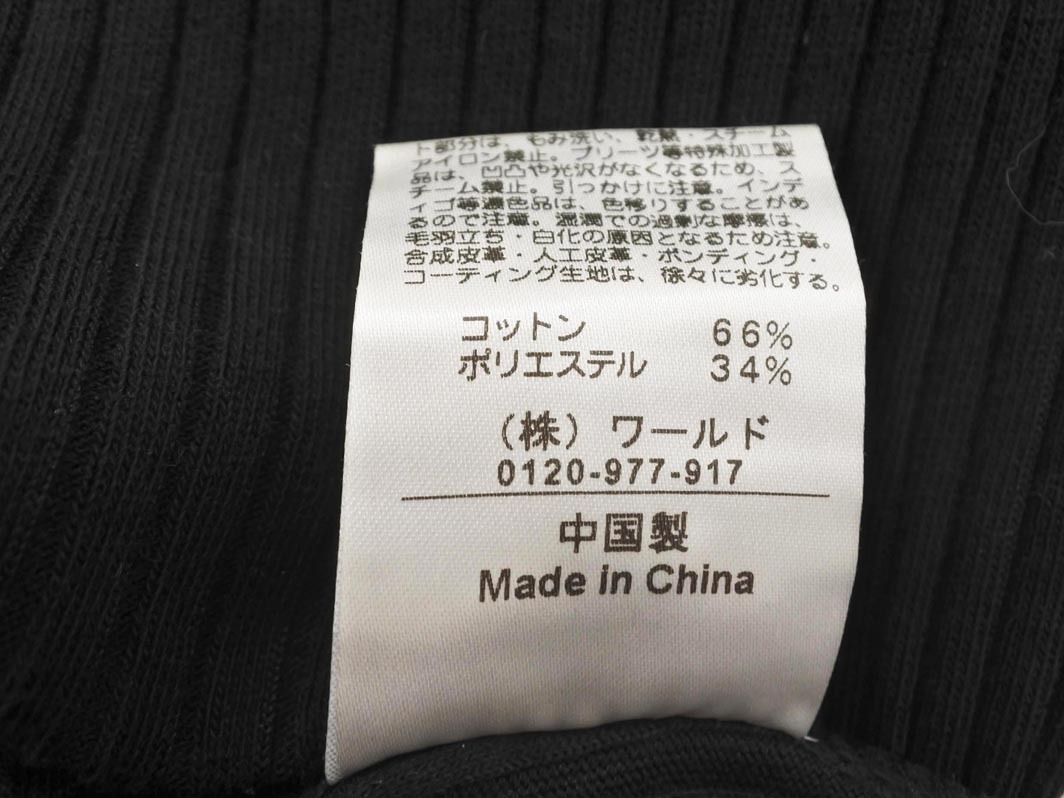 ト部分は、もみ洗い、乾熱・スチーム
アイロン禁止。プリーツ等特殊加工製
品は、凹凸や光沢がなくなるため、ス
チーム禁止。引っかけに注意。インデ
ィゴ等濃色品は、色移りすることがあ
るので注意。湿潤での過剰な摩擦は、
毛羽立ち・白化の原因となるため注意。
合成皮革・人工皮革・ボンディング・
コーティング生地は、徐々に劣化する。
コットン 66%
ポリエステル 34%
(株) ワールド
0120-977-917
中国製
Made in China